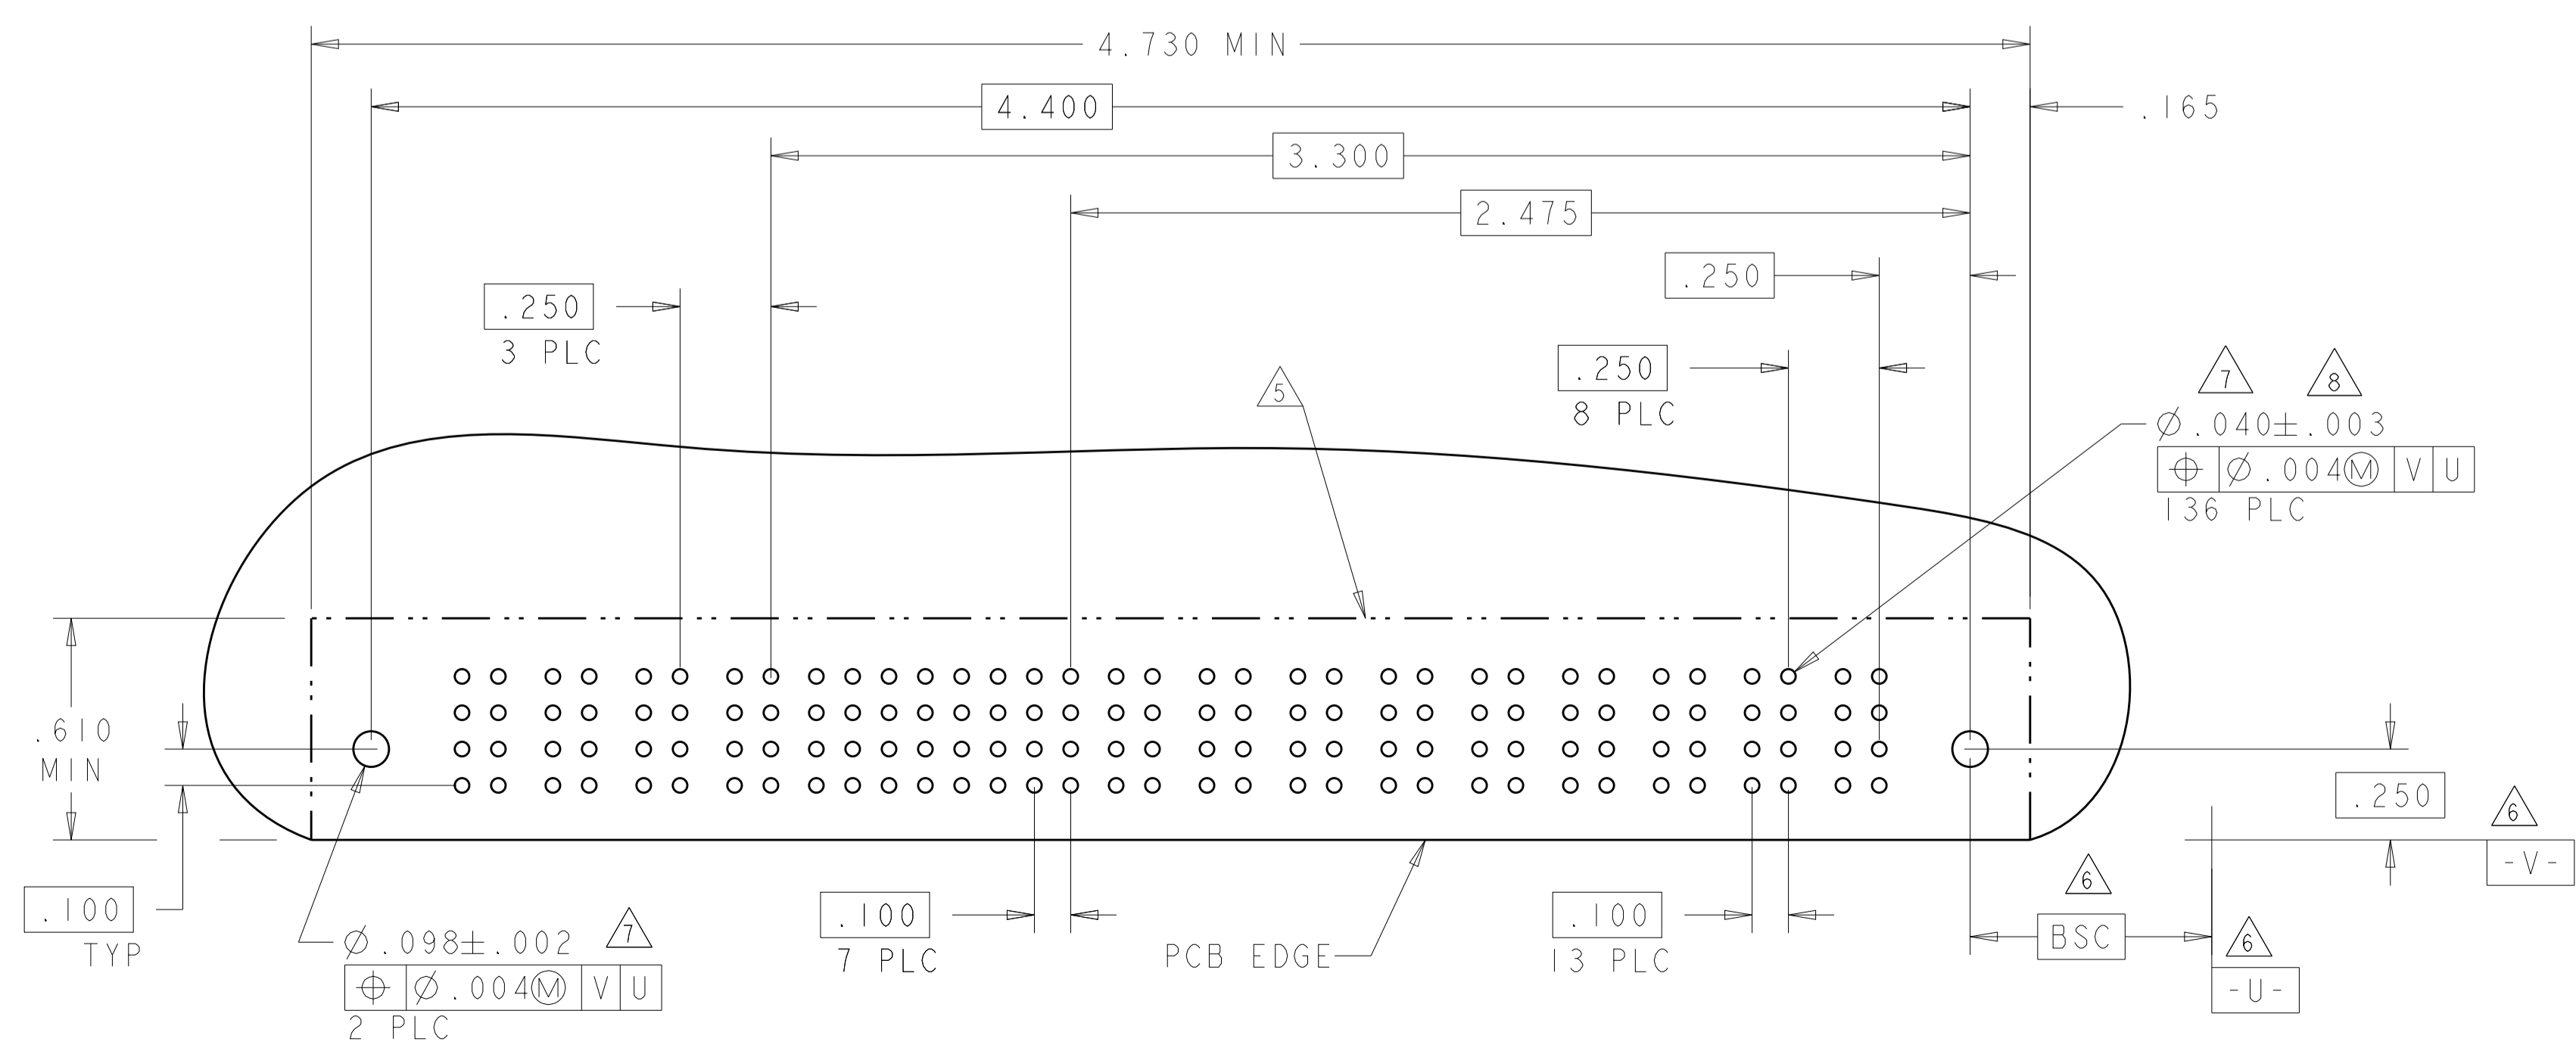 4.730 MIN
4.400
.165
3.300
2.475
.250
.250
3 PLC
.250
8 PLC
5
7 8
Ø.040±.003
⌖ Ø.004Ⓜ V U
136 PLC
.610
MIN
.250
6
-V-
6
BSC
6
-U-
.100
TYP
Ø.098±.002 7
⌖ Ø.004Ⓜ V U
2 PLC
.100
7 PLC
PCB EDGE
.100
13 PLC